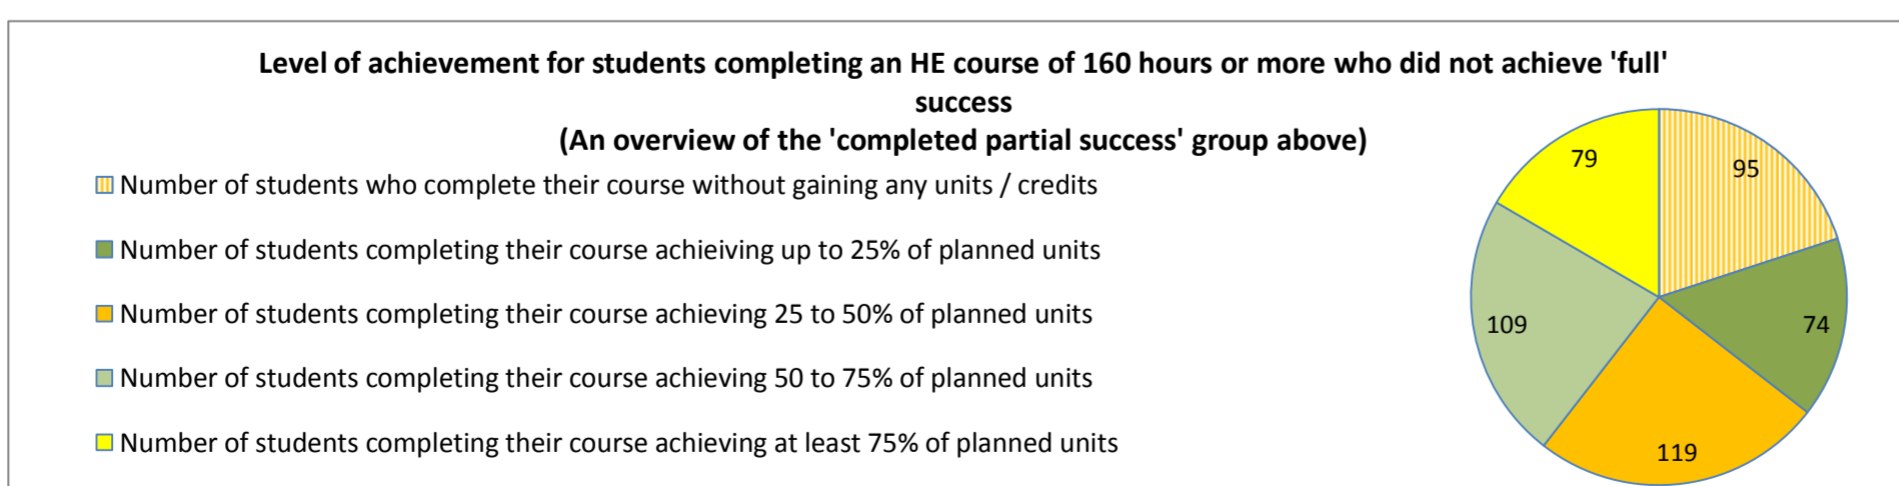 Level of achievement for students completing an HE course of 160 hours or more who did not achieve 'full'
success
(An overview of the 'completed partial success' group above)
Number of students who complete their course without gaining any units / credits
Number of students completing their course achieiving up to 25% of planned units
Number of students completing their course achieving 25 to 50% of planned units
Number of students completing their course achieving 50 to 75% of planned units
Number of students completing their course achieving at least 75% of planned units
79
95
109
74
119